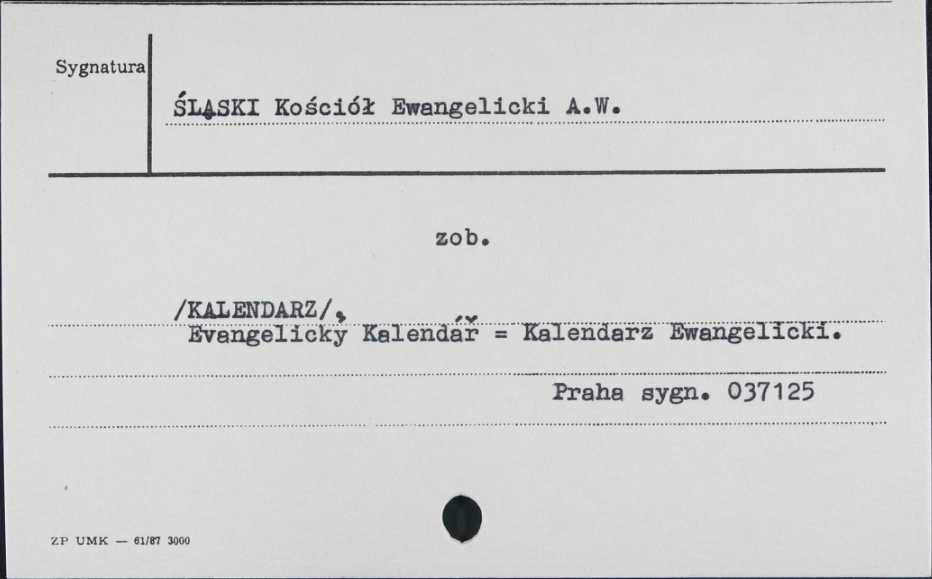 Sygnatura
ŚLĄSKI Kościół Ewangelicki A.W.
zob.
/KALENDARZ/
Evangelický Kalendář = Kalendarz Ewangelicki.
Praha sygn. 037125
ZP UMK — 61/87 3000